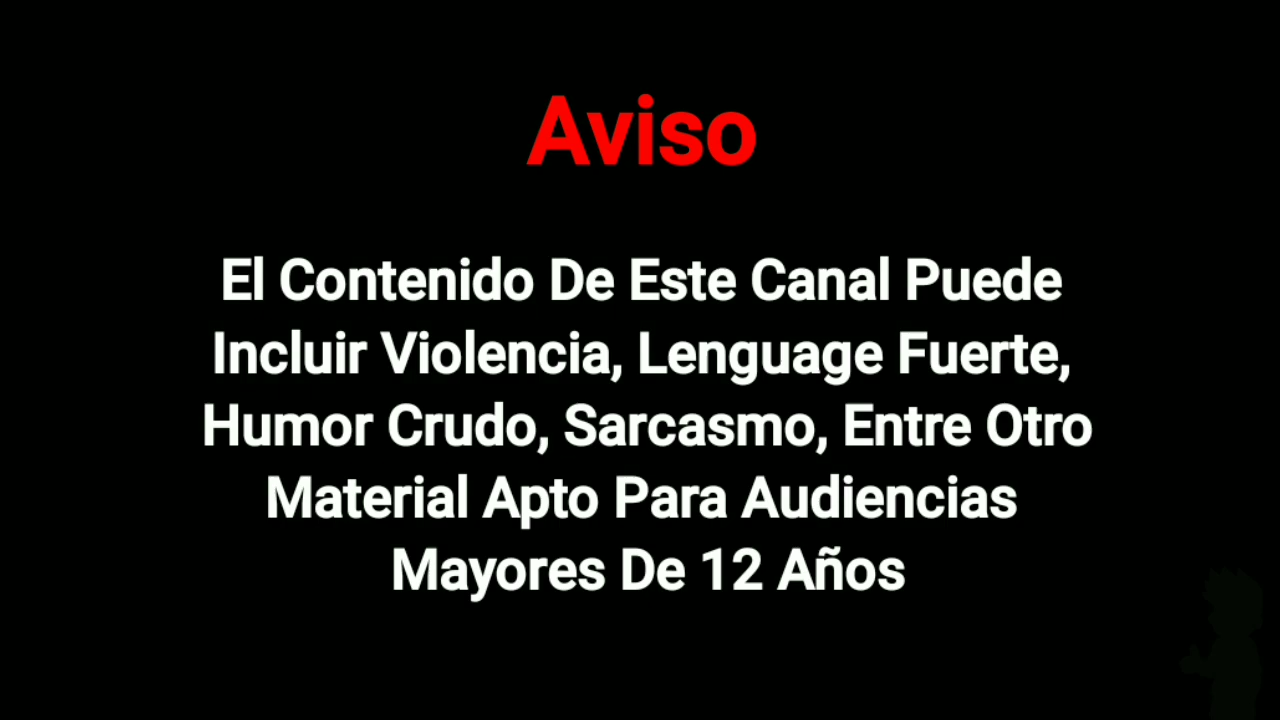 Aviso
El Contenido De Este Canal Puede
Incluir Violencia, Lenguage Fuerte,
Humor Crudo, Sarcasmo, Entre Otro
Material Apto Para Audiencias
Mayores De 12 Años